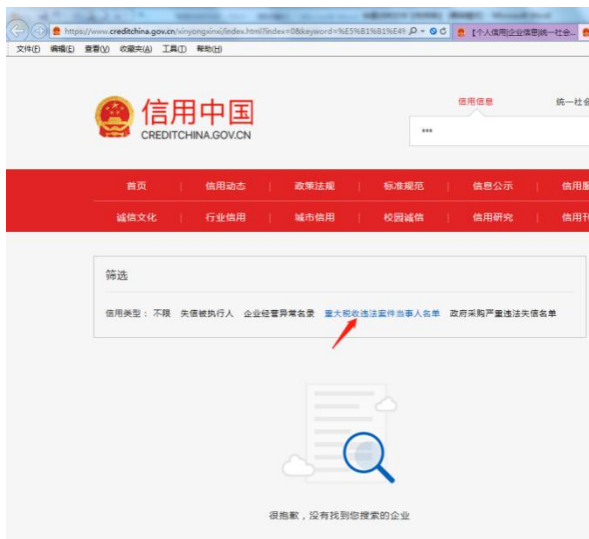 https://www.creditchina.gov.cn/xinyongxinxi/index.html?index=0&keyword=%E5%81%81%E4%
【个人信用|企业信息|统一社会...
文件(F) 编辑(E) 查看(V) 收藏夹(A) 工具(T) 帮助(H)
信用中国
CREDITCHINA.GOV.CN
信用信息 统一社会
***
首页 信用动态 政策法规 标准规范 信息公示 信用服
诚信文化 行业信用 城市信用 校园诚信 信用研究 信用刊
筛选
信用类型： 不限 失信被执行人 企业经营异常名录 重大税收违法案件当事人名单 政府采购严重违法失信名单
很抱歉，没有找到您搜索的企业